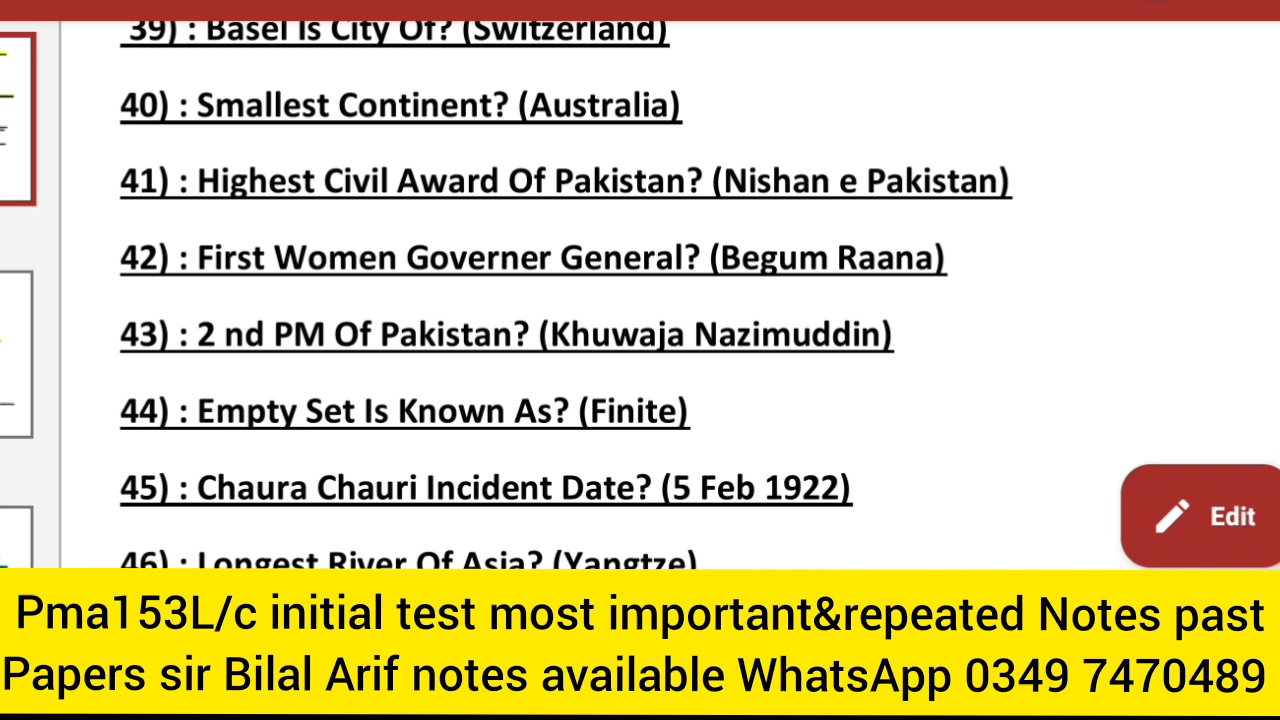 39) : Basel Is City Of? (Switzerland)
40) : Smallest Continent? (Australia)
41) : Highest Civil Award Of Pakistan? (Nishan e Pakistan)
42) : First Women Governer General? (Begum Raana)
43) : 2 nd PM Of Pakistan? (Khuwaja Nazimuddin)
44) : Empty Set Is Known As? (Finite)
45) : Chaura Chauri Incident Date? (5 Feb 1922)
46) : Longest River Of Asia? (Yangtze)
Edit
Pma153L/c initial test most important&repeated Notes past
Papers sir Bilal Arif notes available WhatsApp 0349 7470489